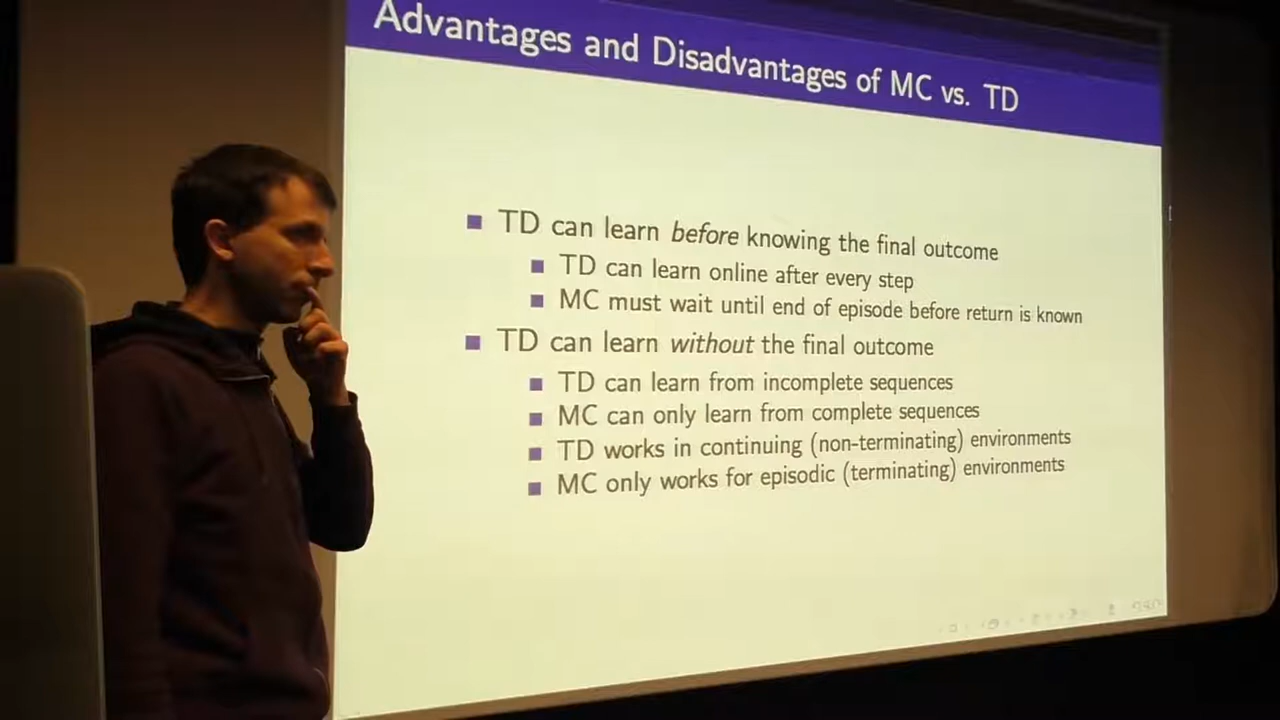 Advantages and Disadvantages of MC vs. TD
TD can learn before knowing the final outcome
TD can learn online after every step
MC must wait until end of episode before return is known
TD can learn without the final outcome
TD can learn from incomplete sequences
MC can only learn from complete sequences
TD works in continuing (non-terminating) environments
MC only works for episodic (terminating) environments